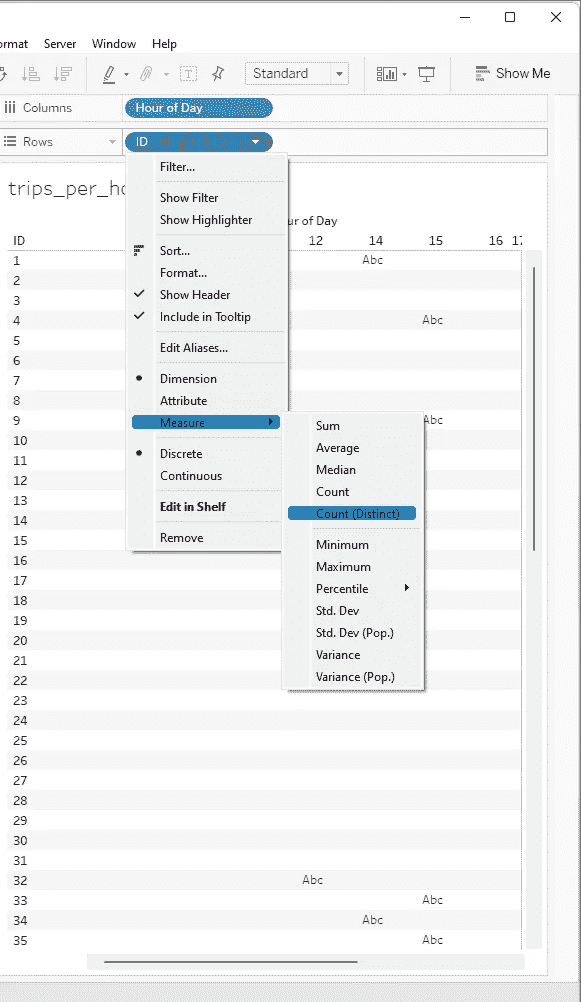 ormat Server Window Help
Standard Show Me
Columns Hour of Day
Rows ID
trips_per_ho
Filter...
Show Filter
Show Highlighter
Sort...
Format...
Show Header
Include in Tooltip
Edit Aliases...
Dimension
Attribute
Measure
Discrete
Continuous
Edit in Shelf
Remove
Sum
Average
Median
Count
Count (Distinct)
Minimum
Maximum
Percentile
Std. Dev
Std. Dev (Pop.)
Variance
Variance (Pop.)
ur of Day
ID 12 14 15 16 17
1 Abc
2
3
4 Abc
5
6
7
8
9 Abc
10
11
12
13
14
15
16
17
18
19
20
21
22
23
24
25
26
27
28
29
30
31
32 Abc
33 Abc
34 Abc
35 Abc